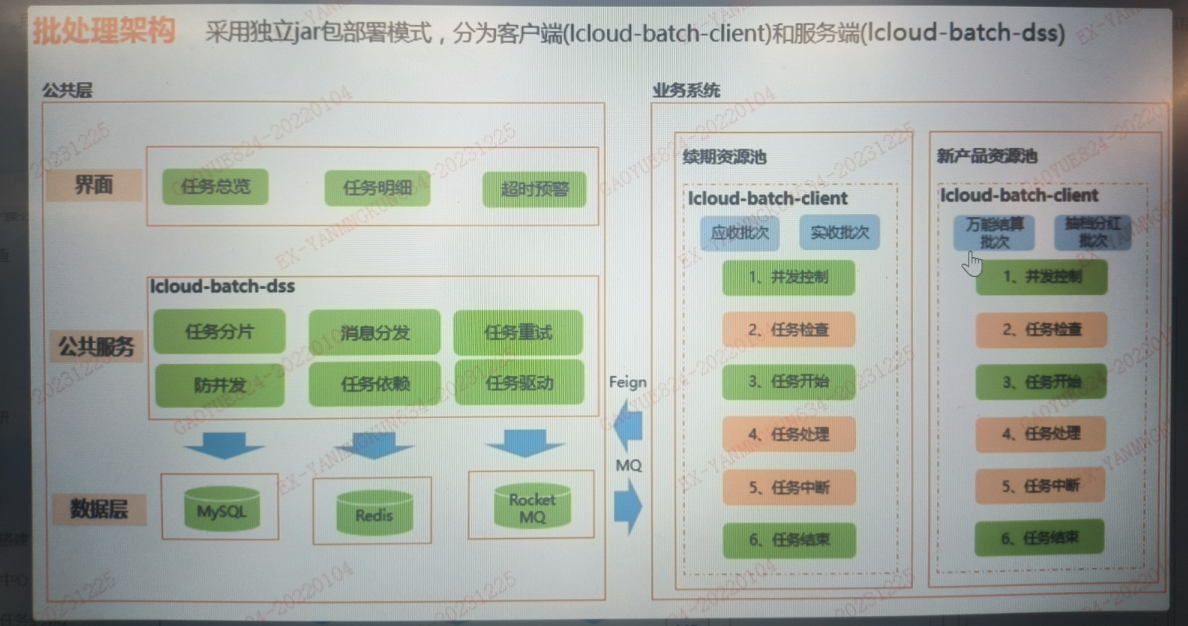 批处理架构 采用独立jar包部署模式，分为客户端(lcloud-batch-client)和服务端(lcloud-batch-dss)
公共层
界面
任务总览
任务明细
超时预警
lcloud-batch-dss
公共服务
任务分片
消息分发
任务重试
防并发
任务依赖
任务驱动
数据层
MySQL
Redis
Rocket
MQ
Feign
MQ
业务系统
续期资源池
lcloud-batch-client
应收批次
实收批次
1、并发控制
2、任务检查
3、任务开始
4、任务处理
5、任务中断
6、任务结束
新产品资源池
lcloud-batch-client
万能结算
批次
抽档分红
批次
1、并发控制
2、任务检查
3、任务开始
4、任务处理
5、任务中断
6、任务结束
GAOYUE824-20220104
EX-YANMNGKUN634-20231225